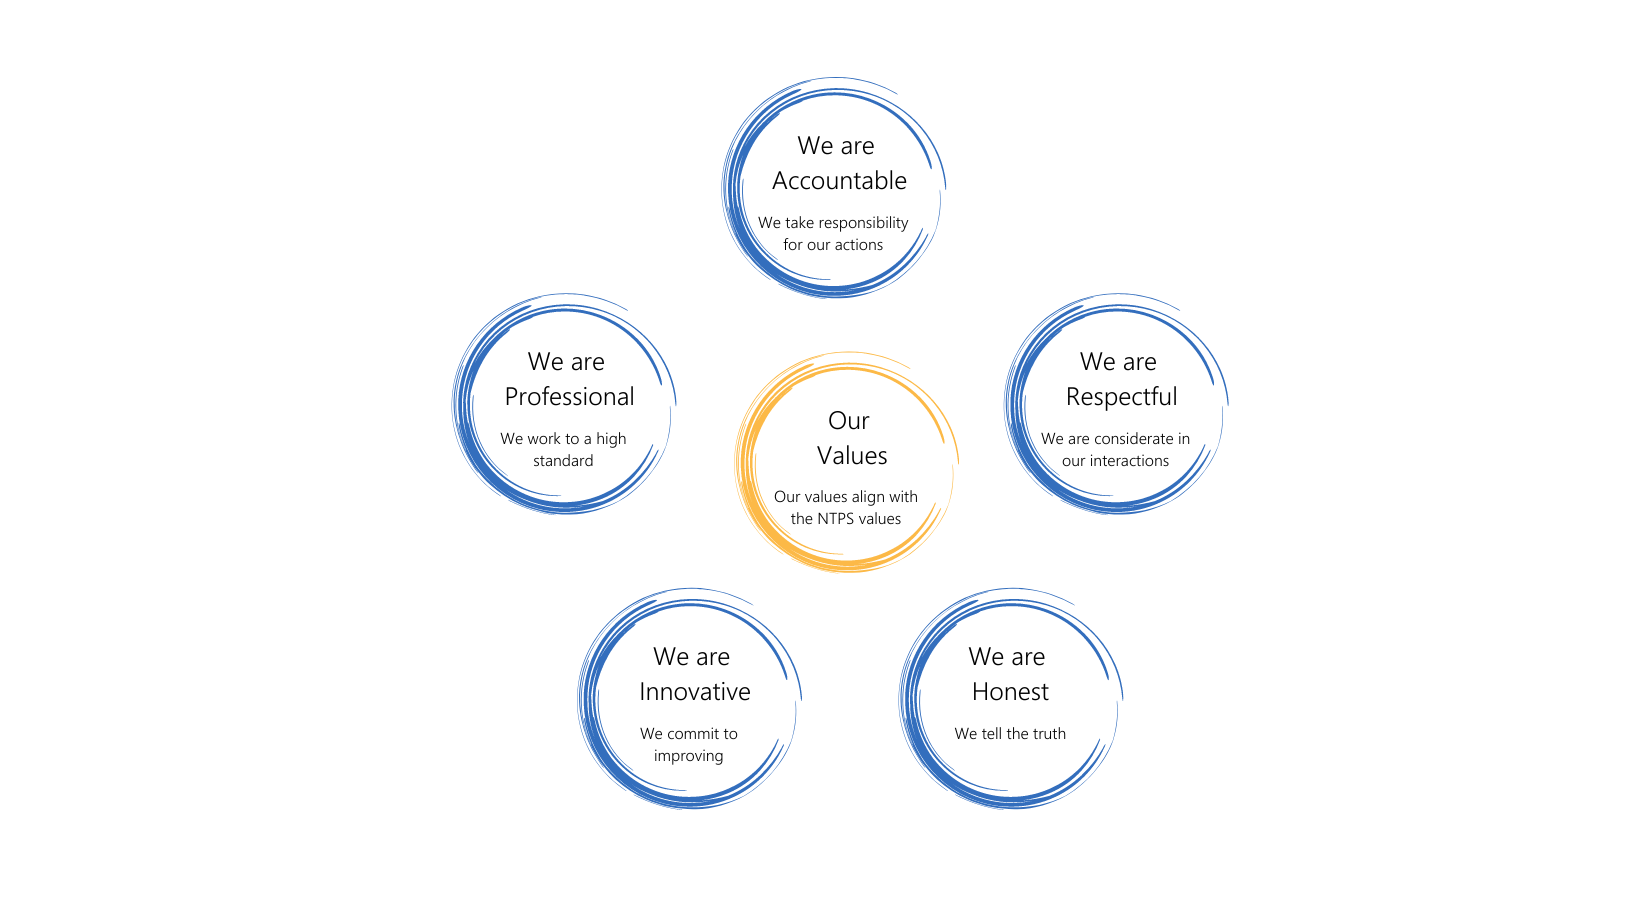 We are
Accountable
We take responsibility
for our actions
We are
Professional
We work to a high
standard
Our
Values
Our values align with
the NTPS values
We are
Respectful
We are considerate in
our interactions
We are
Innovative
We commit to
improving
We are
Honest
We tell the truth